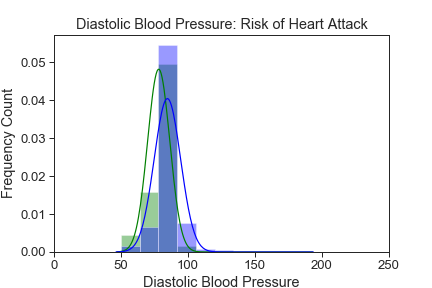 Diastolic Blood Pressure: Risk of Heart Attack
Frequency Count
0.05
0.04
0.03
0.02
0.01
0.00
0 50 100 150 200 250
Diastolic Blood Pressure